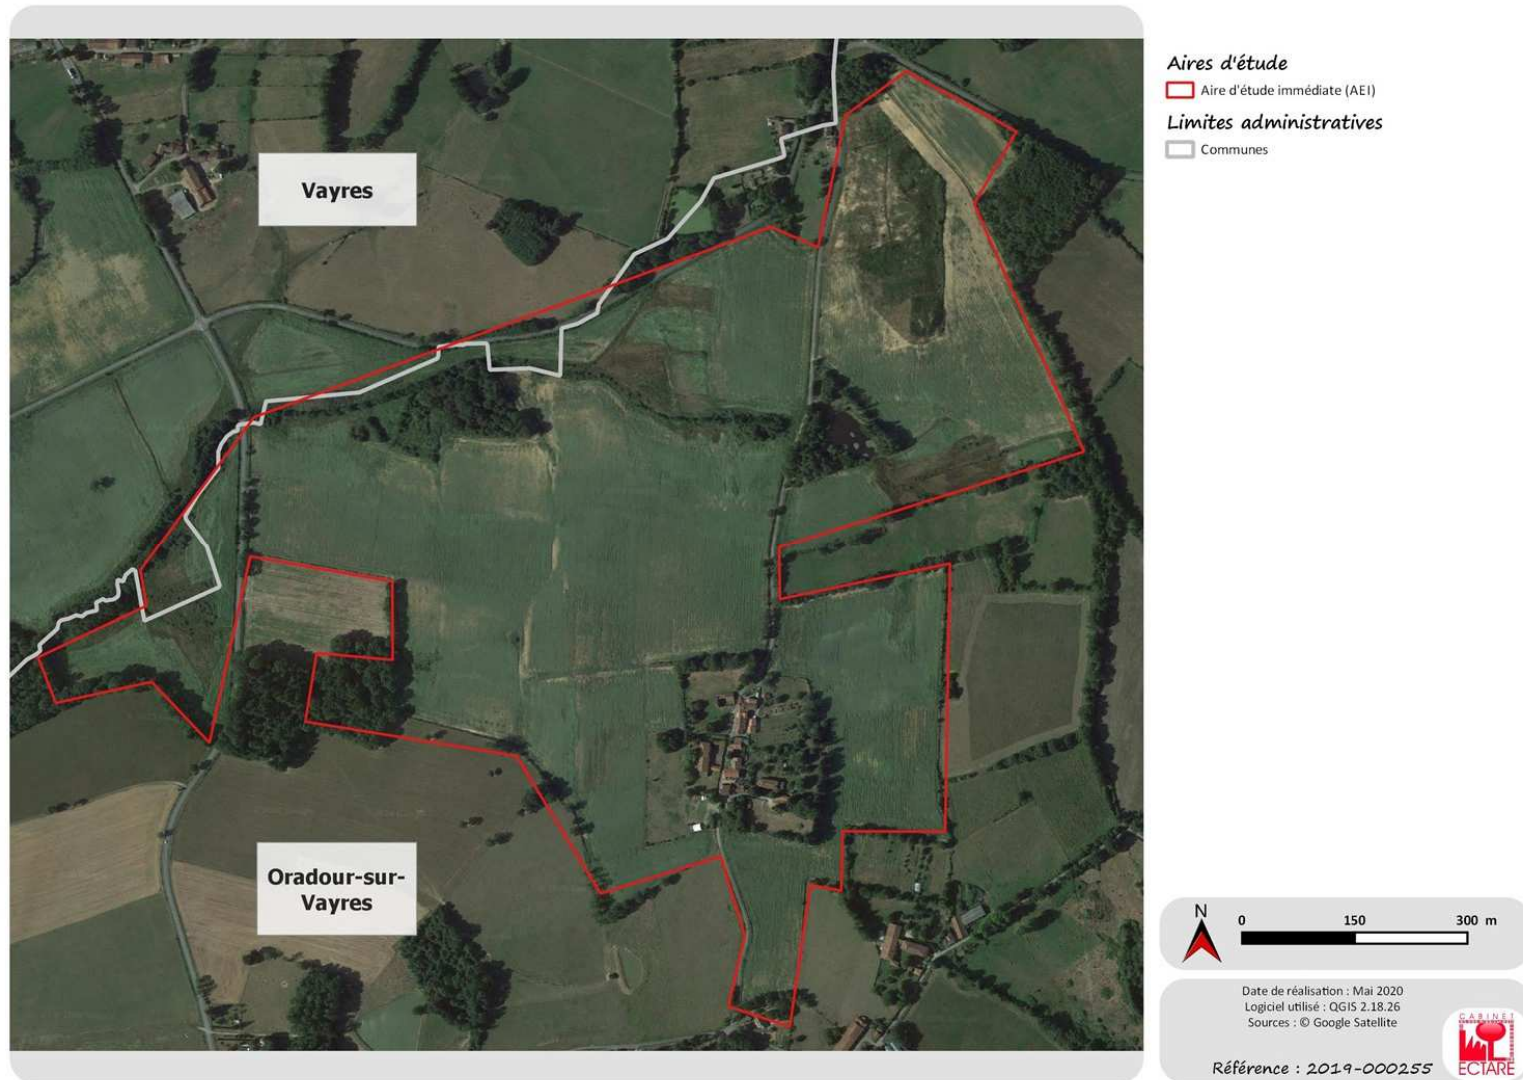 Vayres
Oradour-sur-
Vayres
Aires d'étude
Aire d'étude immédiate (AEI)
Limites administratives
Communes
N
0 150 300 m
Date de réalisation : Mai 2020
Logiciel utilisé : QGIS 2.18.26
Sources : © Google Satellite
Référence : 2019-000255
CABINET
ECTARE